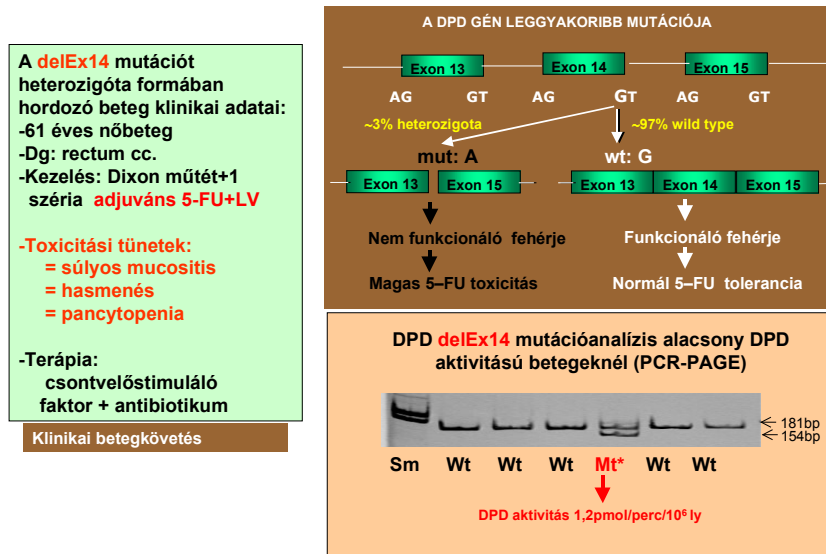 A delEx14 mutációt
heterozigóta formában
hordozó beteg klinikai adatai:
-61 éves nőbeteg
-Dg: rectum cc.
-Kezelés: Dixon műtét+1
széria adjuváns 5-FU+LV
-Toxicitási tünetek:
= súlyos mucositis
= hasmenés
= pancytopenia
-Terápia:
csontvelőstimuláló
faktor + antibiotikum
Klinikai betegkövetés
A DPD GÉN LEGGYAKORIBB MUTÁCIÓJA
Exon 13 Exon 14 Exon 15
AG GT AG GT AG GT
~3% heterozigota ~97% wild type
mut: A wt: G
Exon 13 Exon 15 Exon 13 Exon 14 Exon 15
Nem funkcionáló fehérje Funkcionáló fehérje
Magas 5–FU toxicitás Normál 5–FU tolerancia
DPD delEx14 mutációanalízis alacsony DPD
aktivitású betegeknél (PCR-PAGE)
181bp
154bp
Sm Wt Wt Wt Mt* Wt Wt
DPD aktivitás 1,2pmol/perc/10⁶ ly